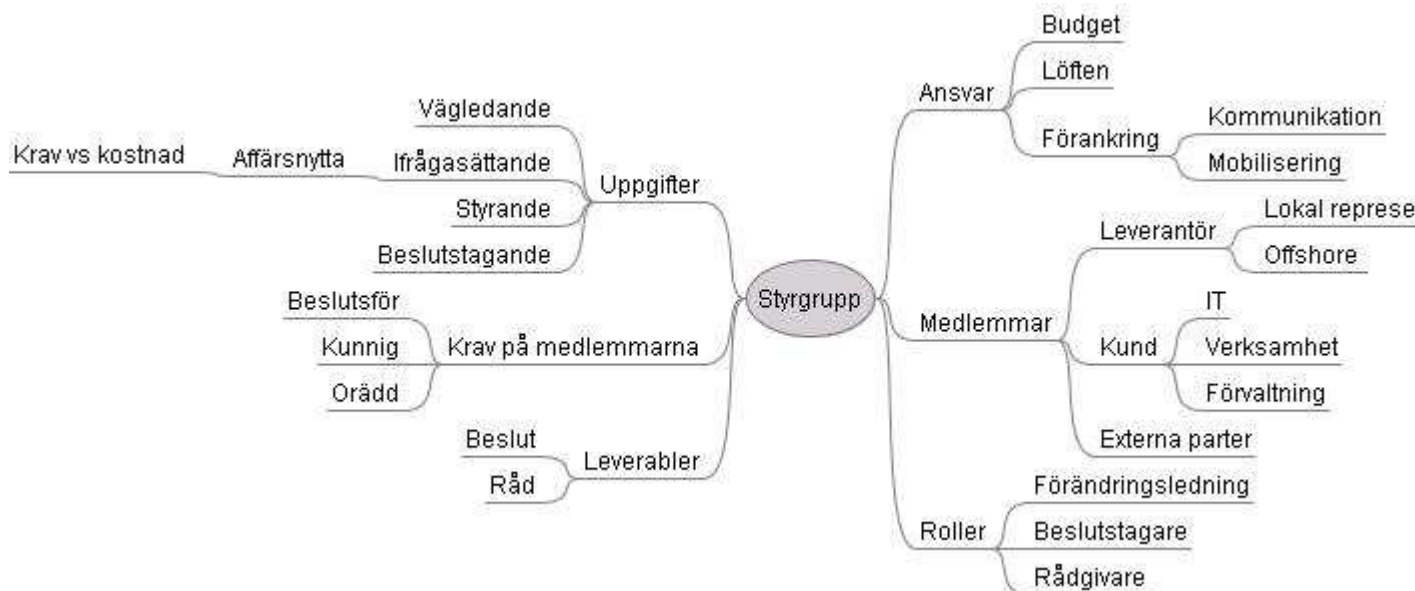 Styrgrupp
Uppgifter
Vägledande
Ifrågasättande
Affärsnytta
Krav vs kostnad
Styrande
Beslutstagande
Krav på medlemmarna
Beslutsför
Kunnig
Orädd
Leverabler
Beslut
Råd
Ansvar
Budget
Löften
Förankring
Kommunikation
Mobilisering
Medlemmar
Leverantör
Lokal represe
Offshore
Kund
IT
Verksamhet
Förvaltning
Externa parter
Roller
Förändringsledning
Beslutstagare
Rådgivare